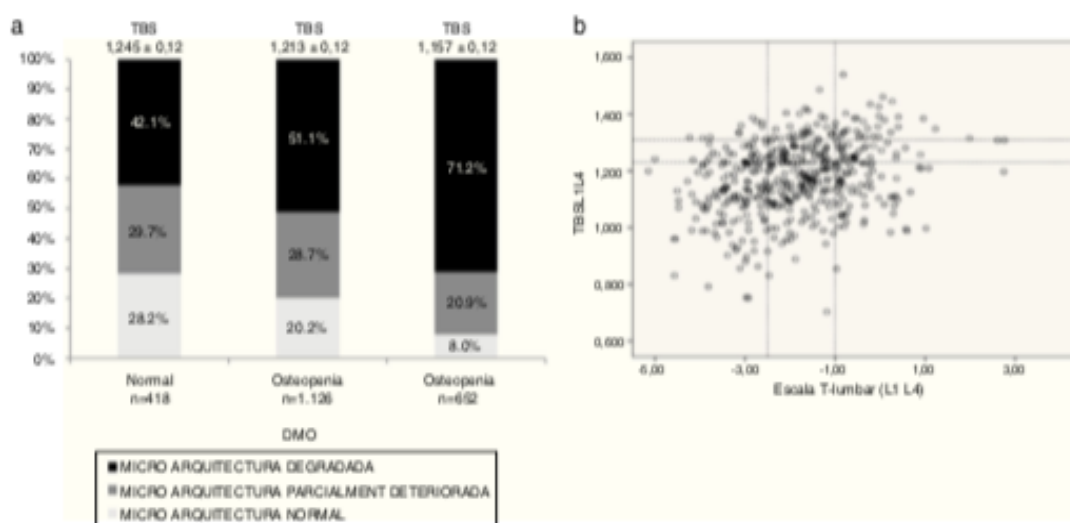 a
TBS TBS TBS
1,245 ± 0,12 1,213 ± 0,12 1,157 ± 0,12
100%
90%
80%
70%
60%
50%
40%
30%
20%
10%
0%
42.1%
29.7%
28.2%
51.1%
28.7%
20.2%
71.2%
20.9%
8.0%
Normal Osteopenia Osteopenia
n=418 n=1.126 n=652
DMO
MICRO ARQUITECTURA DEGRADADA
MICRO ARQUITECTURA PARCIALMENT DETERIORADA
MICRO ARQUITECTURA NORMAL
b
TBSL1L4
1,600
1,400
1,200
1,000
0,800
0,600
-3,00 -1,00 1,00 3,00
Escala T-lumbar (L1 L4)